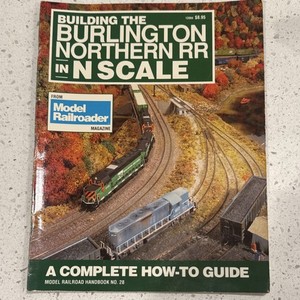 BUILDING THE
$8.95
BURLINGTON
NORTHERN RR
IN N SCALE
FROM
Model
Railroader
MAGAZINE
A COMPLETE HOW-TO GUIDE
MODEL RAILROAD HANDBOOK NO. 28